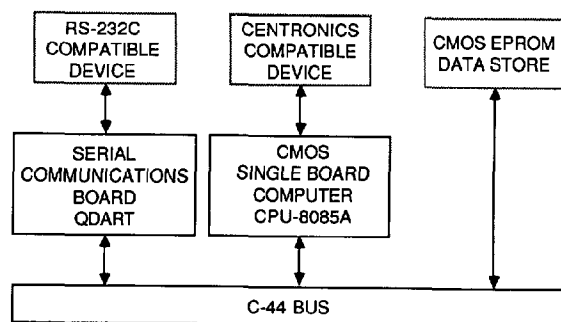 RS-232C
COMPATIBLE
DEVICE
CENTRONICS
COMPATIBLE
DEVICE
CMOS EPROM
DATA STORE
SERIAL
COMMUNICATIONS
BOARD
QDART
CMOS
SINGLE BOARD
COMPUTER
CPU-8085A
C-44 BUS